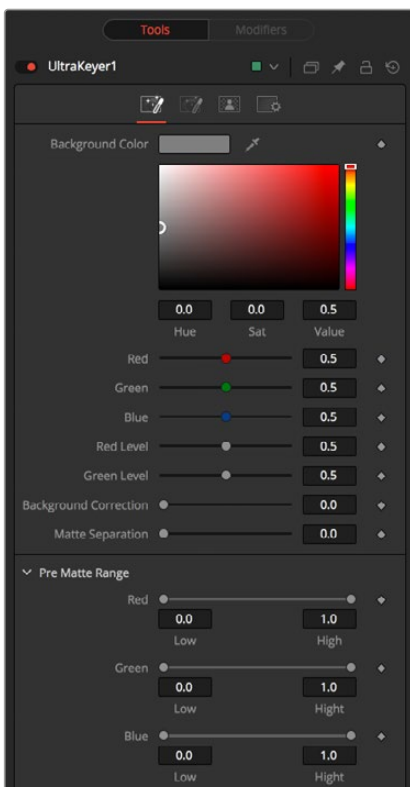 Tools Modifiers
UltraKeyer1
Background Color
0.0 0.0 0.5
Hue Sat Value
Red 0.5
Green 0.5
Blue 0.5
Red Level 0.5
Green Level 0.5
Background Correction 0.0
Matte Separation 0.0
Pre Matte Range
Red
0.0 1.0
Low High
Green
0.0 1.0
Low Hight
Blue
0.0 1.0
Low Hight